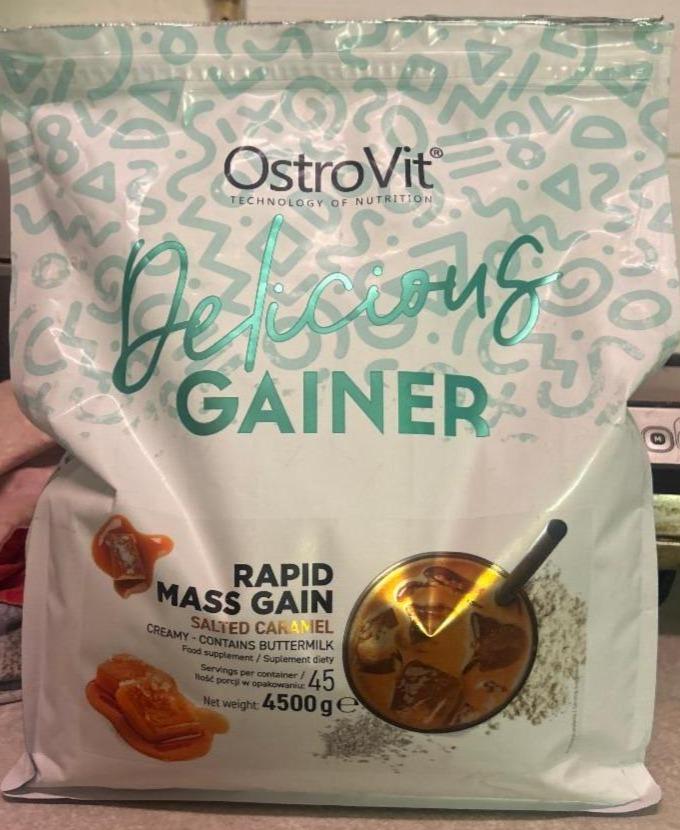 OstroVit®
TECHNOLOGY OF NUTRITION
Delicious
GAINER
RAPID
MASS GAIN
SALTED CARAMEL
CREAMY - CONTAINS BUTTERMILK
Food supplement / Suplement diety
Servings per container /
Ilość porcji w opakowaniu: 45
Net weight: 4500 g ℮
M